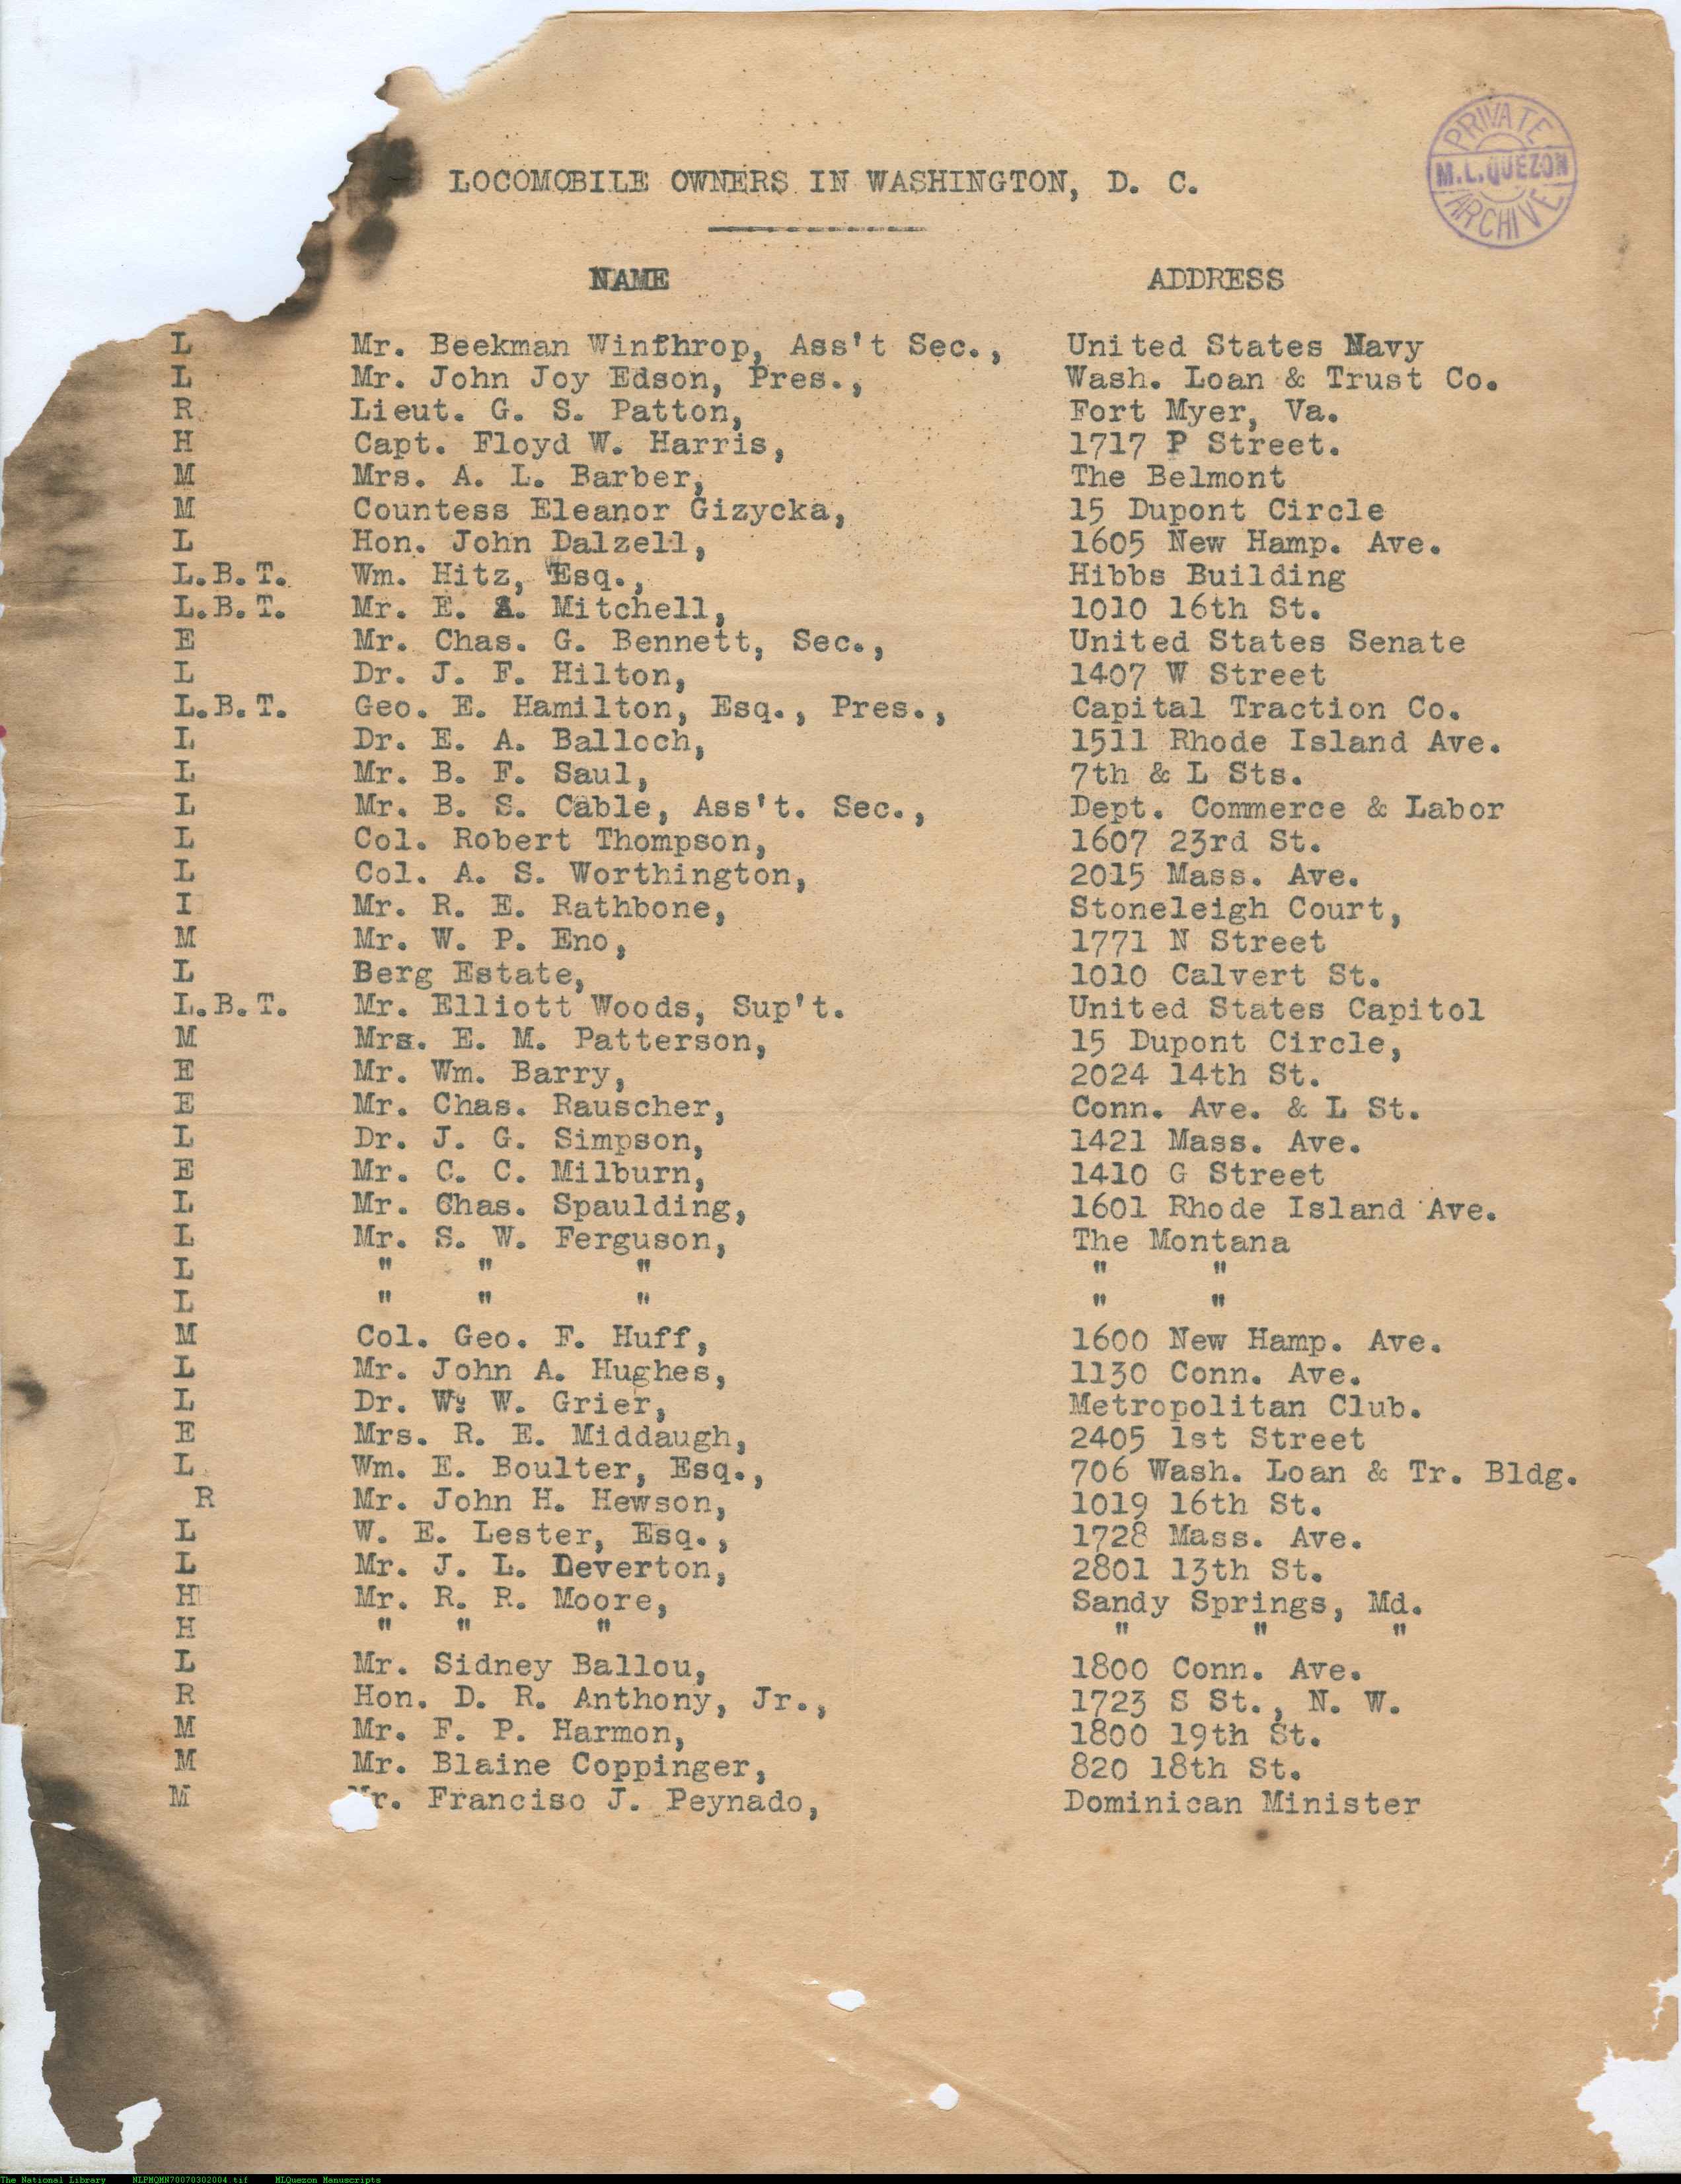 LOCOMOBILE OWNERS IN WASHINGTON, D. C.
PRIVATE
M.L.QUEZON
ARCHIVE
NAME ADDRESS
L Mr. Beekman Winthrop, Ass't Sec., United States Navy
L Mr. John Joy Edson, Pres., Wash. Loan & Trust Co.
R Lieut. G. S. Patton, Fort Myer, Va.
H Capt. Floyd W. Harris, 1717 P Street.
M Mrs. A. L. Barber, The Belmont
M Countess Eleanor Gizycka, 15 Dupont Circle
L Hon. John Dalzell, 1605 New Hamp. Ave.
L.B.T. Wm. Hitz, Esq., Hibbs Building
L.B.T. Mr. E. A. Mitchell, 1010 16th St.
E Mr. Chas. G. Bennett, Sec., United States Senate
L Dr. J. F. Hilton, 1407 W Street
L.B.T. Geo. E. Hamilton, Esq., Pres., Capital Traction Co.
L Dr. E. A. Balloch, 1511 Rhode Island Ave.
L Mr. B. F. Saul, 7th & L Sts.
L Mr. B. S. Cable, Ass't. Sec., Dept. Commerce & Labor
L Col. Robert Thompson, 1607 23rd St.
L Col. A. S. Worthington, 2015 Mass. Ave.
I Mr. R. E. Rathbone, Stoneleigh Court,
M Mr. W. P. Eno, 1771 N Street
L Berg Estate, 1010 Calvert St.
L.B.T. Mr. Elliott Woods, Sup't. United States Capitol
M Mrs. E. M. Patterson, 15 Dupont Circle,
E Mr. Wm. Barry, 2024 14th St.
E Mr. Chas. Rauscher, Conn. Ave. & L St.
L Dr. J. G. Simpson, 1421 Mass. Ave.
E Mr. C. C. Milburn, 1410 G Street
L Mr. Chas. Spaulding, 1601 Rhode Island Ave.
L Mr. S. W. Ferguson, The Montana
L " " " " "
L " " " " "
M Col. Geo. F. Huff, 1600 New Hamp. Ave.
L Mr. John A. Hughes, 1130 Conn. Ave.
L Dr. W. W. Grier, Metropolitan Club.
E Mrs. R. E. Middaugh, 2405 1st Street
L Wm. E. Boulter, Esq., 706 Wash. Loan & Tr. Bldg.
R Mr. John H. Hewson, 1019 16th St.
L W. E. Lester, Esq., 1728 Mass. Ave.
L Mr. J. L. Leverton, 2801 13th St.
H Mr. R. R. Moore, Sandy Springs, Md.
H " " " " " "
L Mr. Sidney Ballou, 1800 Conn. Ave.
R Hon. D. R. Anthony, Jr., 1723 S St., N. W.
M Mr. F. P. Harmon, 1800 19th St.
M Mr. Blaine Coppinger, 820 18th St.
M Mr. Franciso J. Peynado, Dominican Minister
The National Library NLPMQMN70070302004.tif MLQuezon Manuscripts